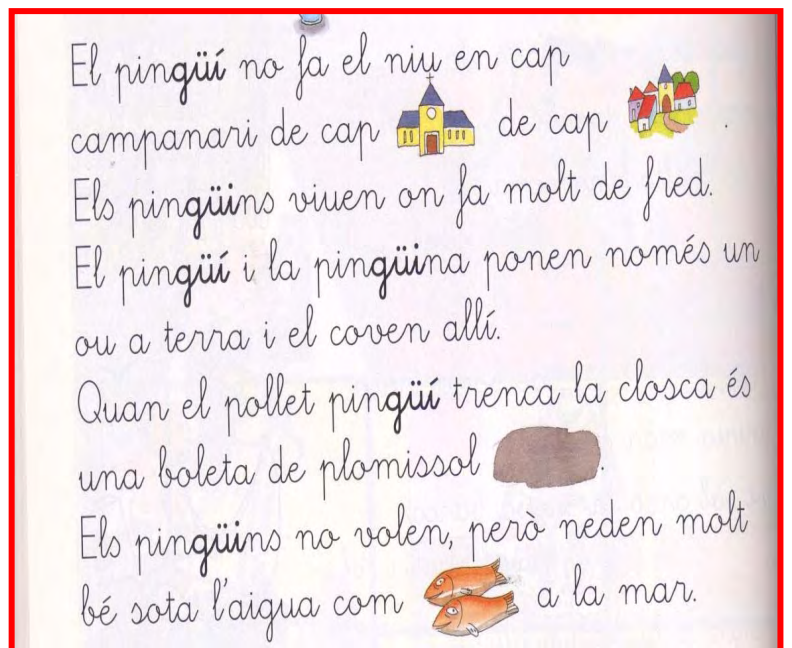 El pingüí no fa el niu en cap
campanari de cap de cap .
Els pingüins viuen on fa molt de fred.
El pingüí i la pingüina ponen només un
ou a terra i el coven allí.
Quan el pollet pingüí trenca la closca és
una boleta de plomissol .
Els pingüins no volen, però neden molt
bé sota l'aigua com a la mar.